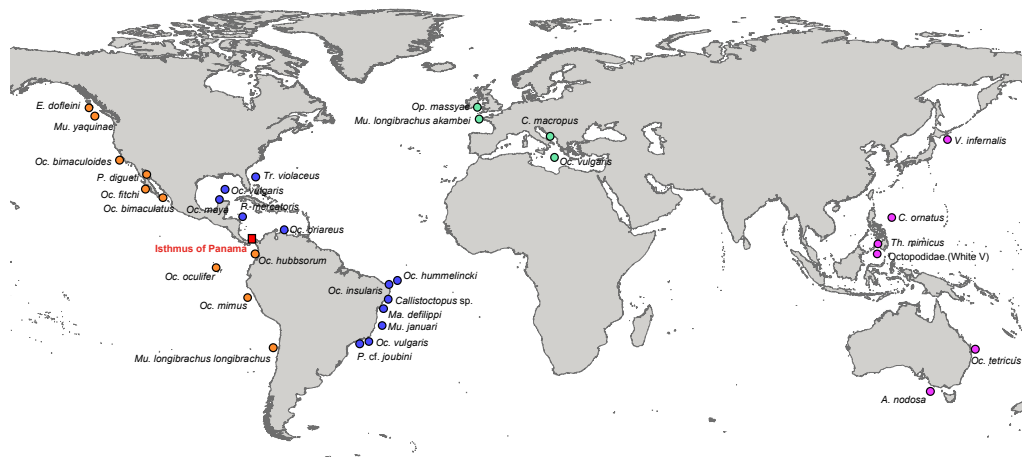 E. dofleini
Mu. yaquinae
Oc. bimaculoides
P. digueti
Oc. fitchi
Oc. bimaculatus
Tr. violaceus
Oc. vulgaris
Oc. maya
P. mercatoris
Oc. briareus
Isthmus of Panama
Oc. hubbsorum
Oc. oculifer
Oc. mimus
Mu. longibrachus longibrachus
Oc. hummelincki
Oc. insularis
Callistoctopus sp.
Ma. defilippi
Mu. januari
Oc. vulgaris
P. cf. joubini
Op. massyae
Mu. longibrachus akambei
C. macropus
Oc. vulgaris
V. infernalis
C. ornatus
Th. mimicus
Octopodidae.(White V)
Oc. tetricus
A. nodosa